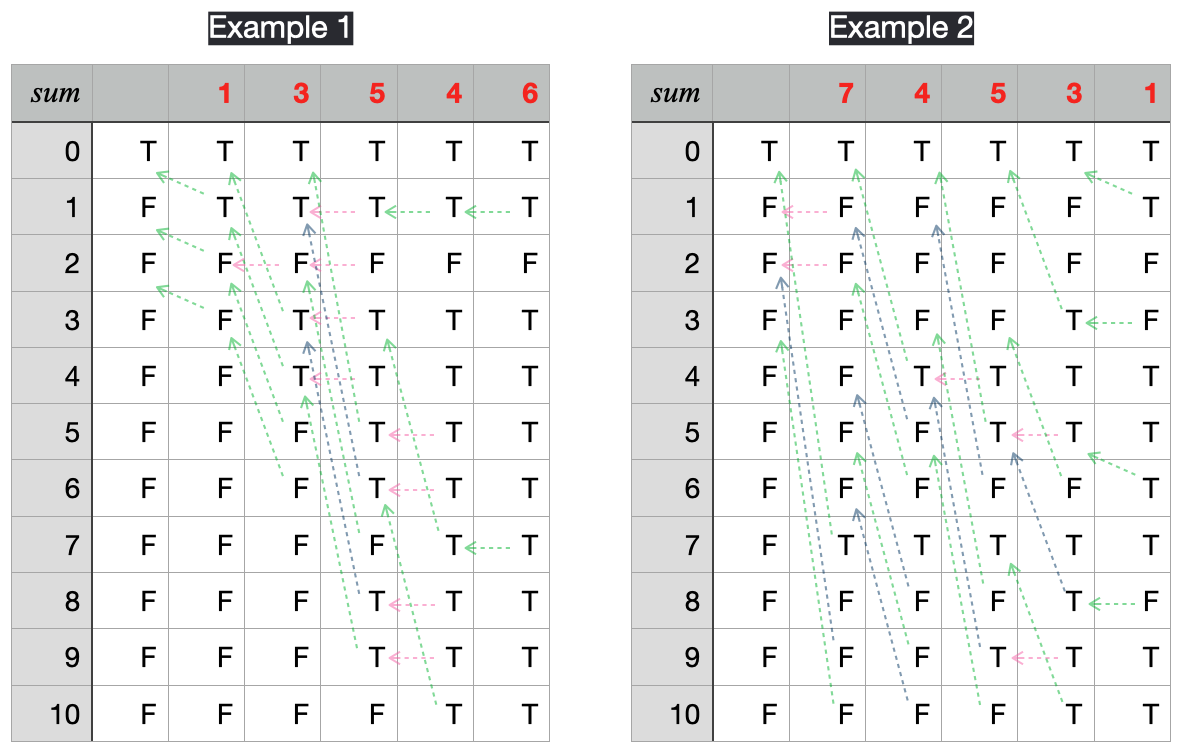 Example 1 Example 2
sum 1 3 5 4 6 sum 7 4 5 3 1
0 T T T T T T 0 T T T T T T
1 F T T T T T 1 F F F F F T
2 F F F F F F 2 F F F F F F
3 F F T T T T 3 F F F F T F
4 F F T T T T 4 F F T T T T
5 F F F T T T 5 F F F T T T
6 F F F T T T 6 F F F F F T
7 F F F F T T 7 F T T T T T
8 F F F T T T 8 F F F F T F
9 F F F T T T 9 F F F T T T
10 F F F F T T 10 F F F F T T